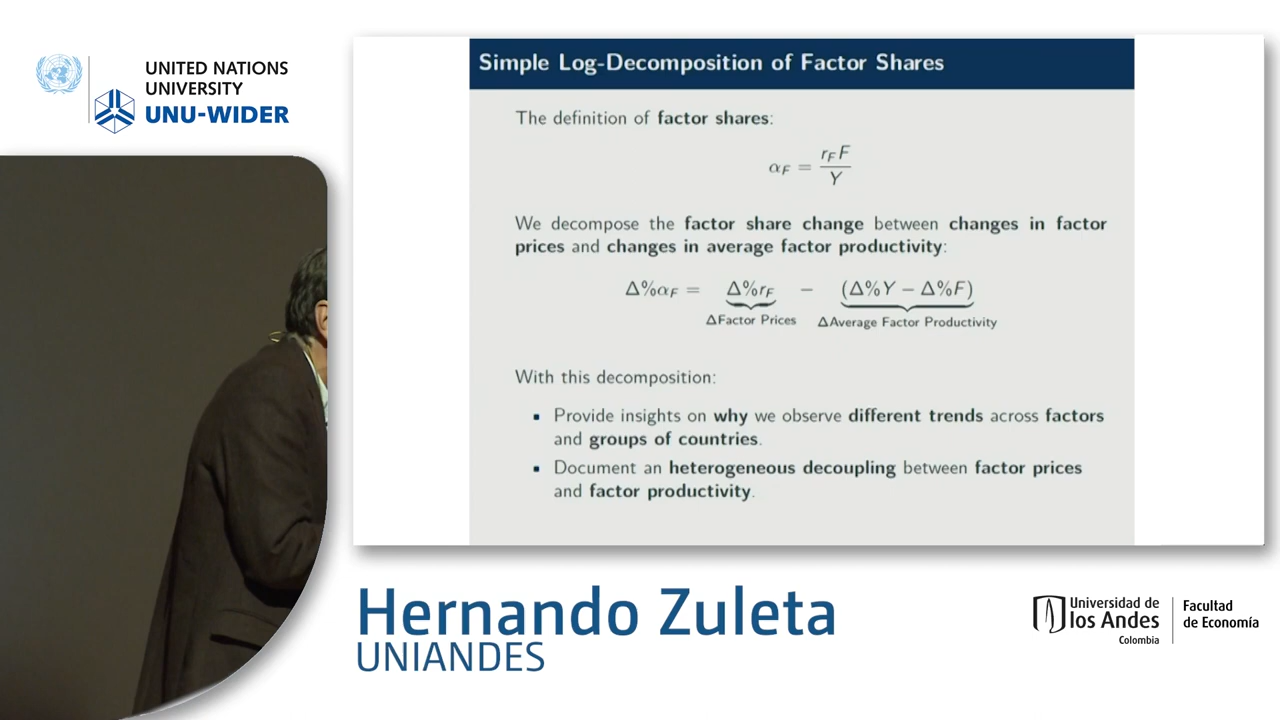 UNITED NATIONS
UNIVERSITY
UNU-WIDER
Simple Log-Decomposition of Factor Shares
The definition of factor shares:
α_F = r_F F / Y
We decompose the factor share change between changes in factor
prices and changes in average factor productivity:
Δ%α_F = Δ%r_F − (Δ%Y − Δ%F)
ΔFactor Prices ΔAverage Factor Productivity
With this decomposition:
▪ Provide insights on why we observe different trends across factors
and groups of countries.
▪ Document an heterogeneous decoupling between factor prices
and factor productivity.
Hernando Zuleta
UNIANDES
Universidad de
los Andes
Colombia
Facultad
de Economía